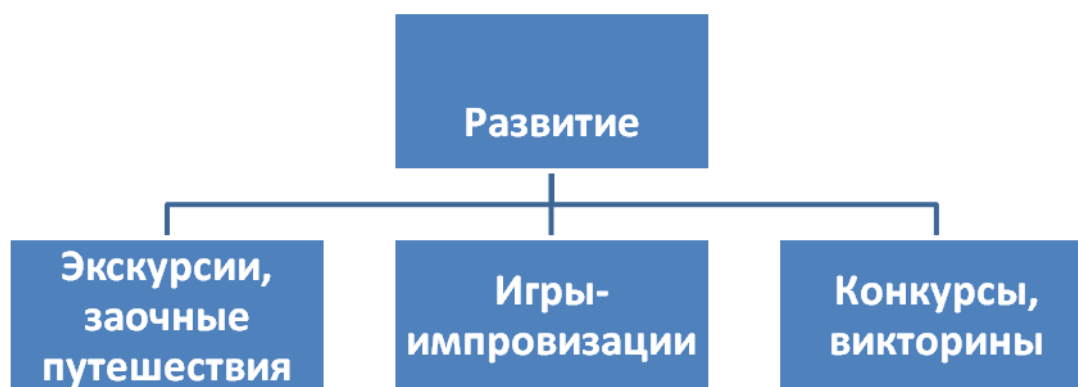 Развитие
Экскурсии,
заочные
путешествия
Игры-
импровизации
Конкурсы,
викторины